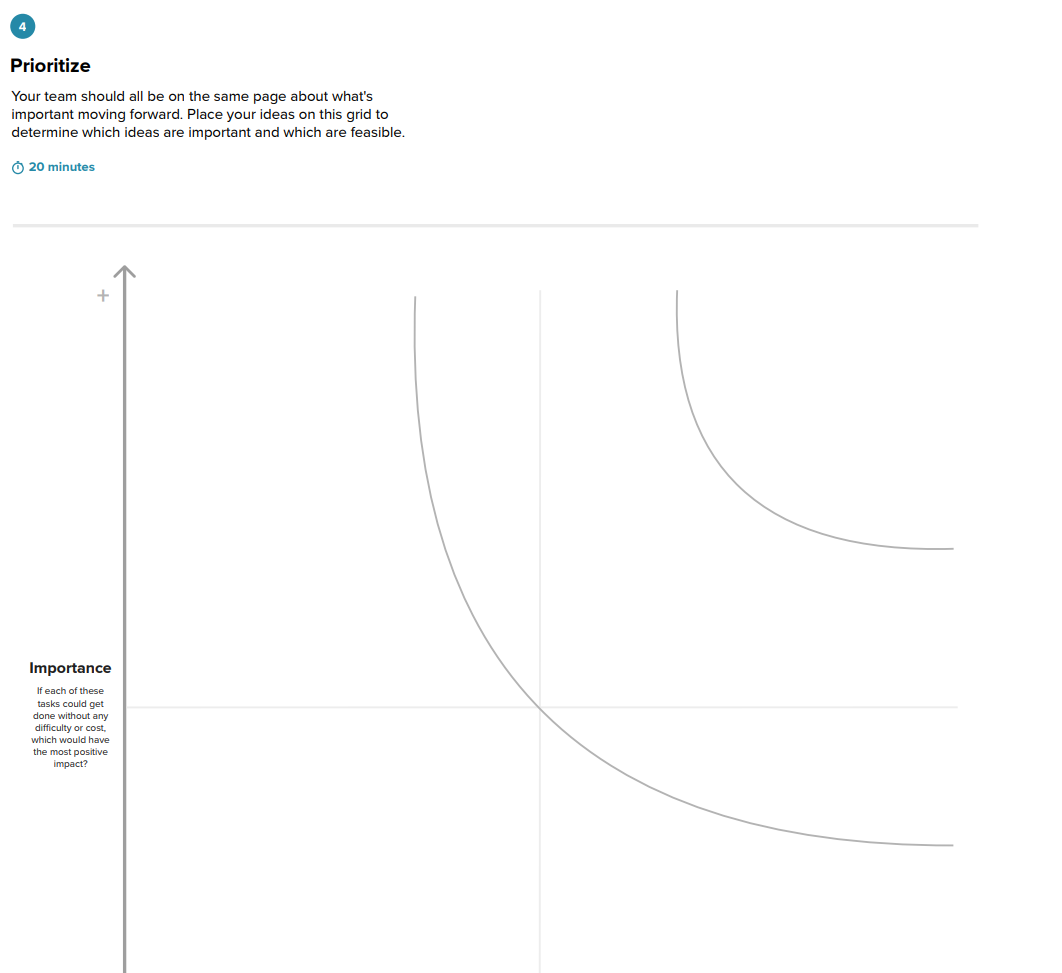 4
Prioritize
Your team should all be on the same page about what's
important moving forward. Place your ideas on this grid to
determine which ideas are important and which are feasible.
20 minutes
+
Importance
If each of these
tasks could get
done without any
difficulty or cost,
which would have
the most positive
impact?